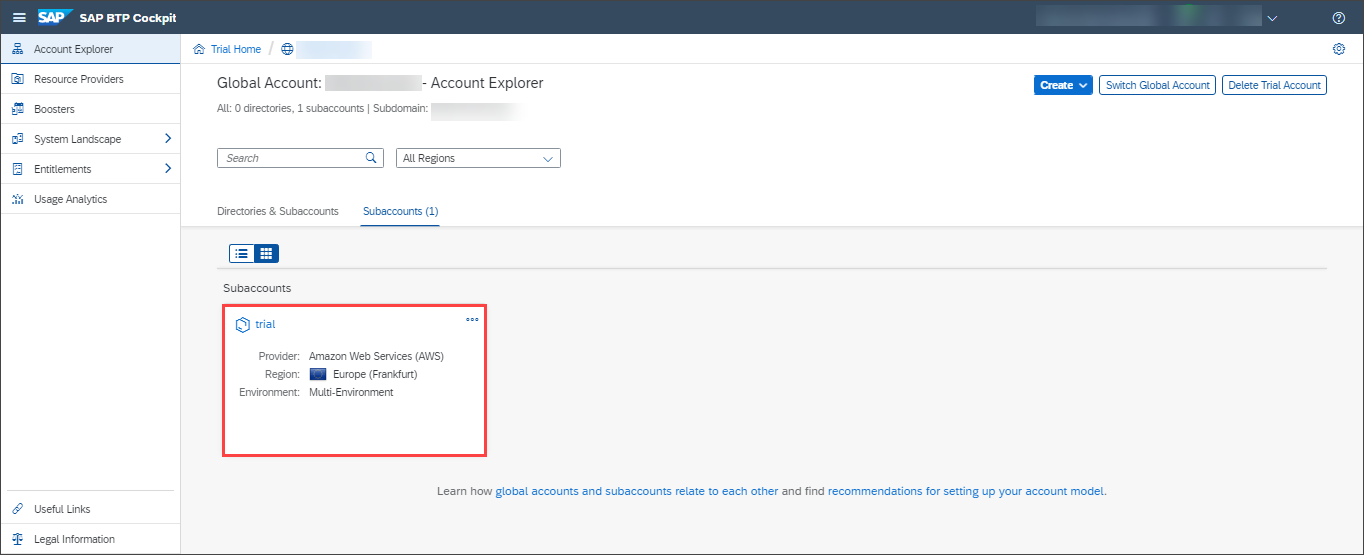 SAP SAP BTP Cockpit
Account Explorer
Resource Providers
Boosters
System Landscape
Entitlements
Usage Analytics
Useful Links
Legal Information
Trial Home /
Global Account: - Account Explorer
Create
Switch Global Account
Delete Trial Account
All: 0 directories, 1 subaccounts | Subdomain:
Search
All Regions
Directories & Subaccounts
Subaccounts (1)
Subaccounts
trial
Provider: Amazon Web Services (AWS)
Region: Europe (Frankfurt)
Environment: Multi-Environment
Learn how global accounts and subaccounts relate to each other and find recommendations for setting up your account model.